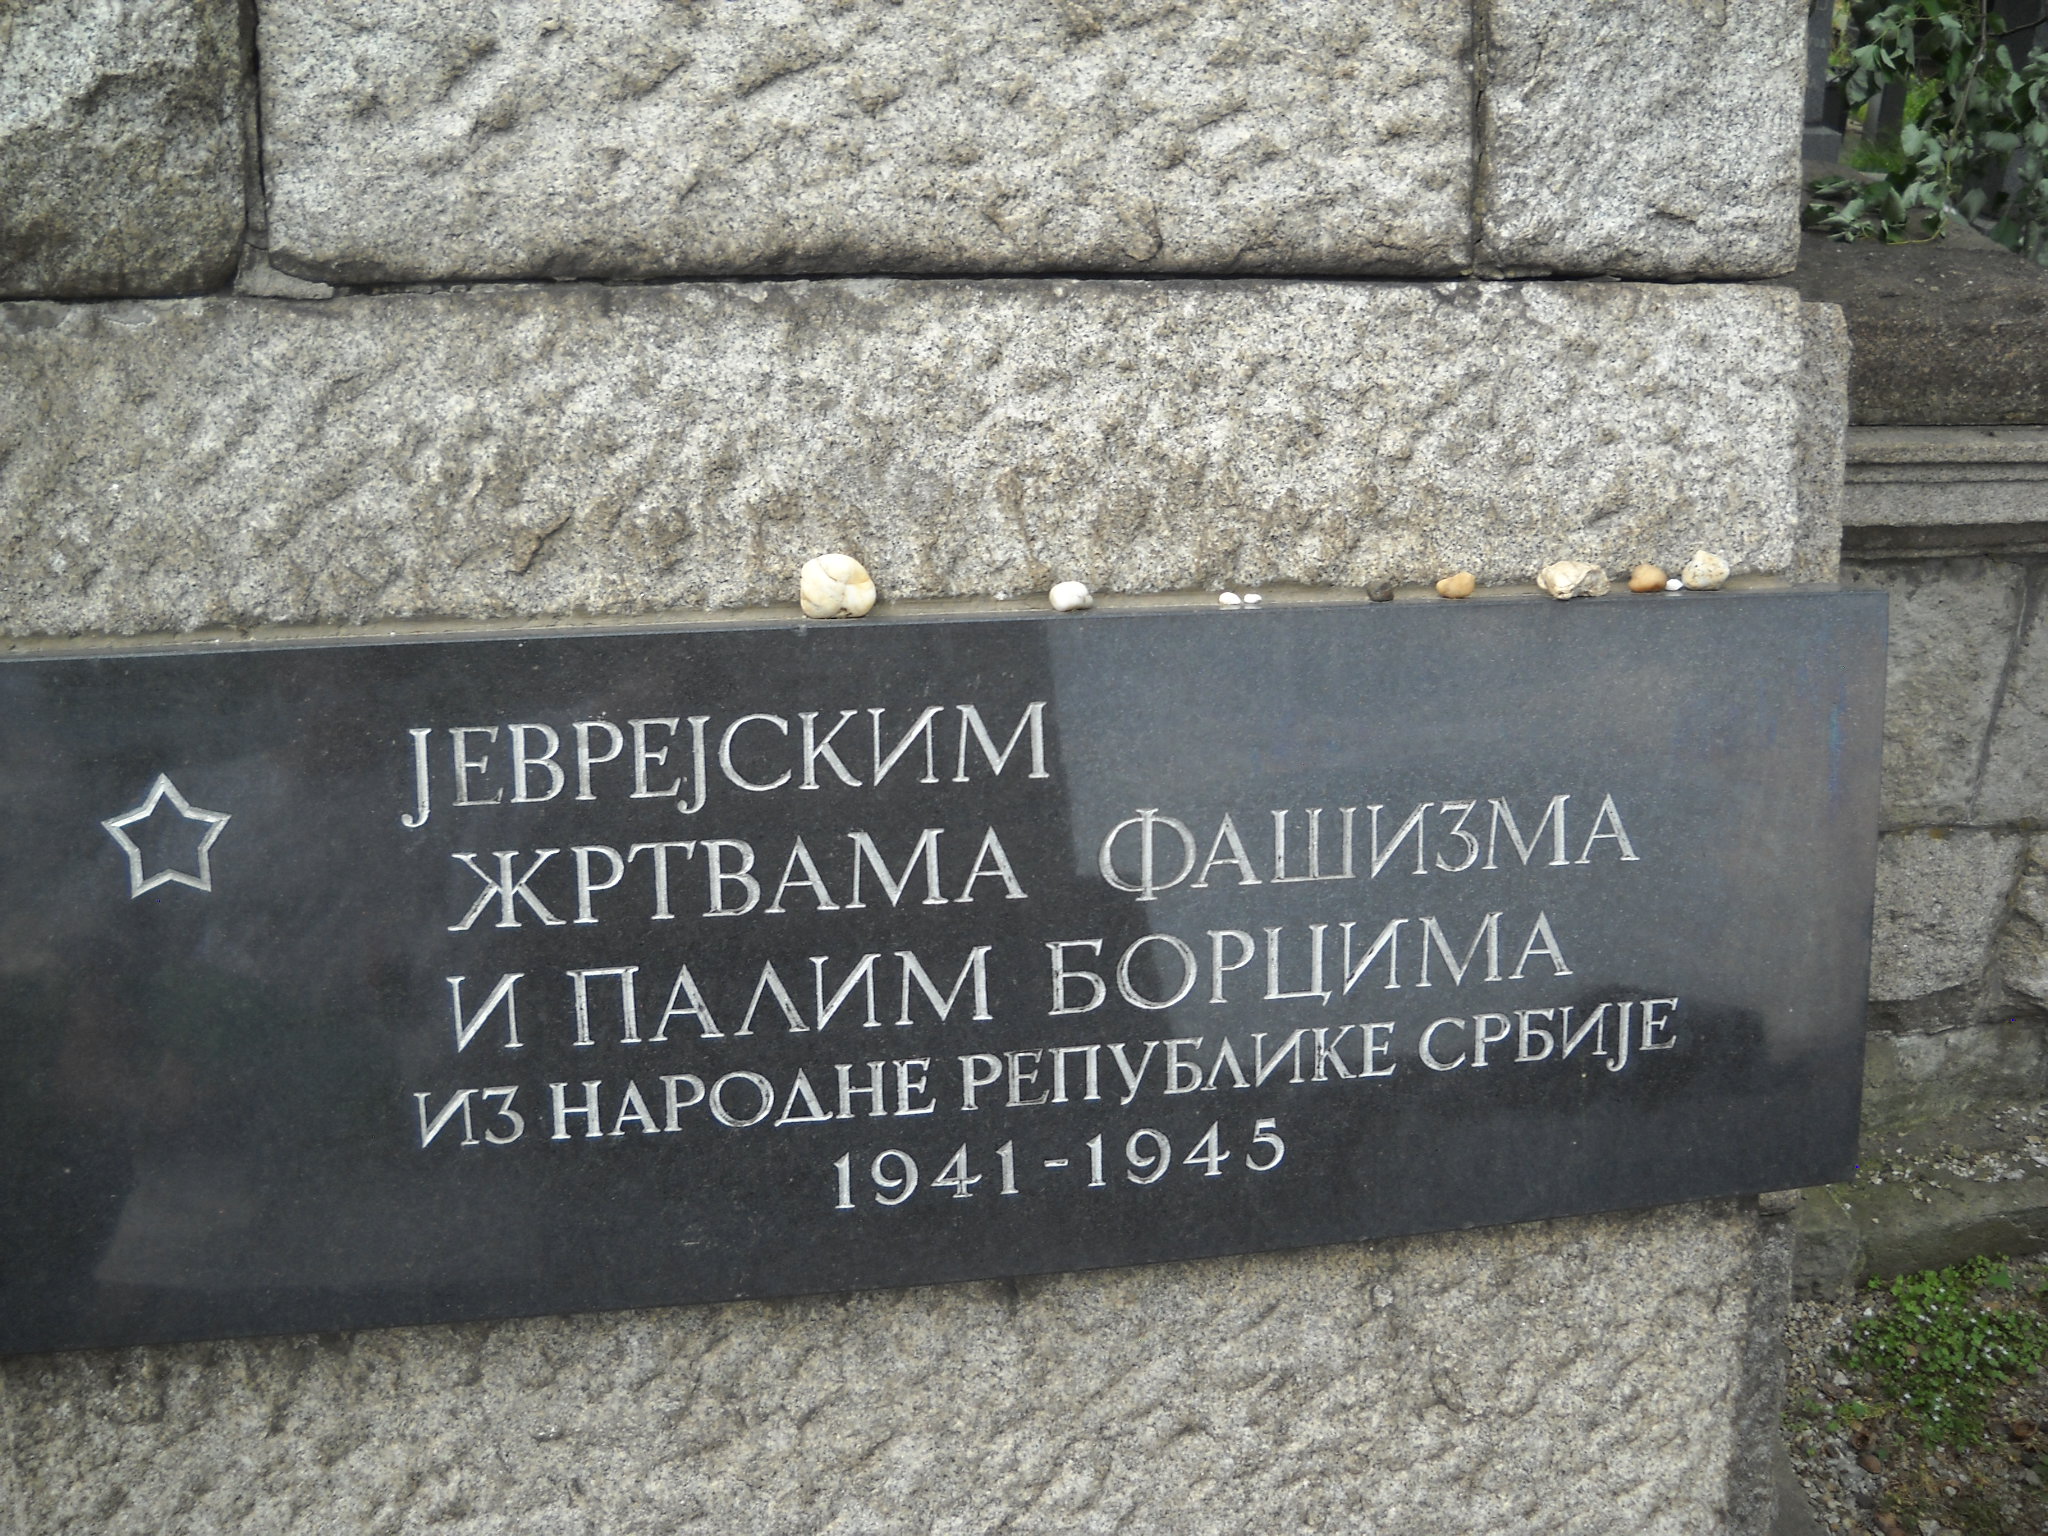 ЈЕВРЕЈСКИМ
ЖРТВАМА ФАШИЗМА
И ПАЛИМ БОРЦИМА
ИЗ НАРОДНЕ РЕПУБЛИКЕ СРБИЈЕ
1941-1945